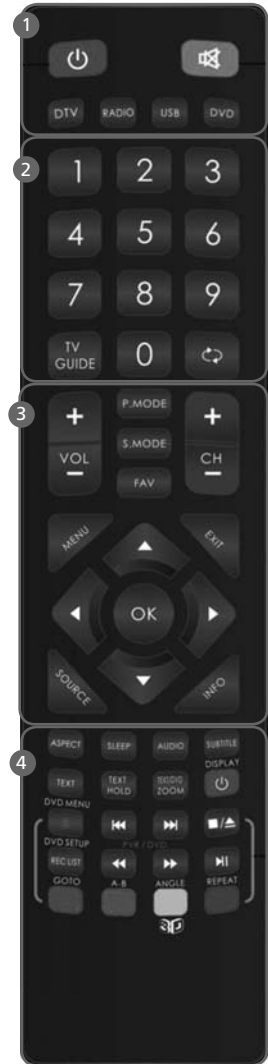 1
DTV RADIO USB DVD
2
1 2 3
4 5 6
7 8 9
TV GUIDE 0
3
+ P.MODE +
VOL S.MODE CH
− FAV −
MENU EXIT
OK
SOURCE INFO
4
ASPECT SLEEP AUDIO SUBTITLE
DISPLAY
TEXT TEXT HOLD ZOOM
DVD MENU
DVD SETUP PVR / DVD
REC LIST
GOTO A-B ANGLE REPEAT
3D